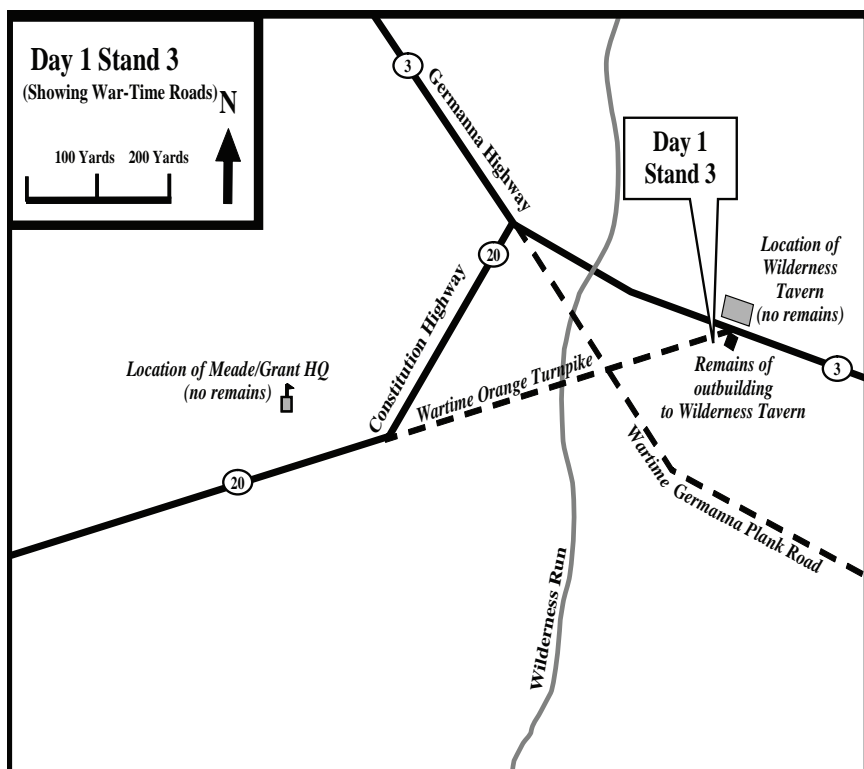 Day 1 Stand 3
(Showing War-Time Roads)
N
100 Yards 200 Yards
3
Germanna Highway
Day 1
Stand 3
20
Constitution Highway
Location of
Wilderness
Tavern
(no remains)
Location of Meade/Grant HQ
(no remains)
Wartime Orange Turnpike
Remains of
outbuilding
to Wilderness Tavern
3
20
Wartime Germanna Plank Road
Wilderness Run